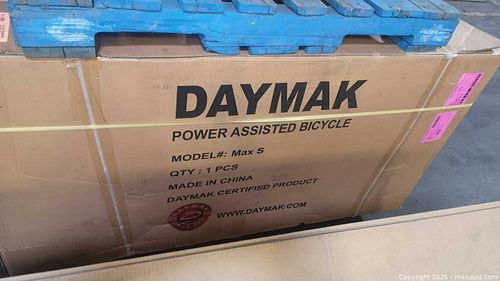 DAYMAK
POWER ASSISTED BICYCLE
MODEL#: Max S
QTY : 1 PCS
MADE IN CHINA
DAYMAK CERTIFIED PRODUCT
WWW.DAYMAK.COM
Copyright © 2025 - maxsold.com